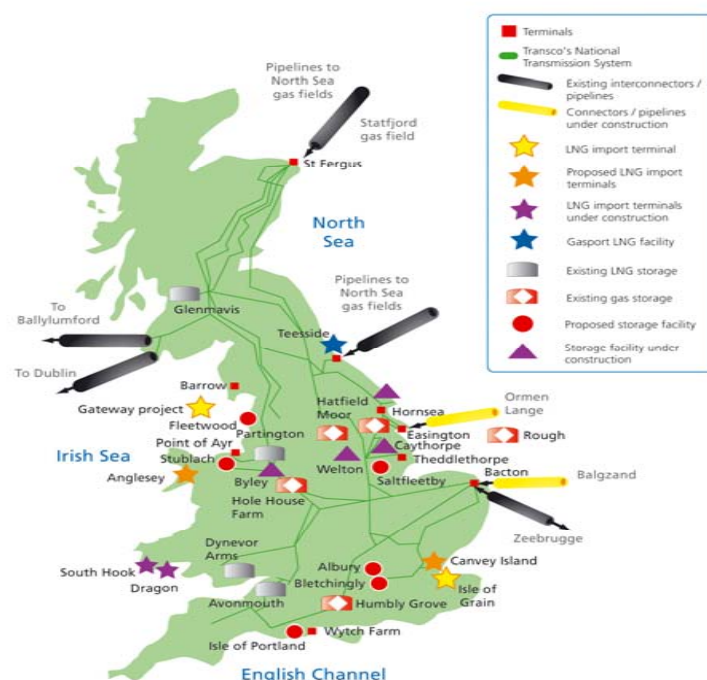 Pipelines to
North Sea
gas fields
Statfjord
gas field
St Fergus
North
Sea
Pipelines to
North Sea
gas fields
To
Ballylumford
Glenmavis
To Dublin
Teesside
Barrow
Gateway project
Fleetwood
Partington
Point of Ayr
Stublach
Irish Sea
Anglesey
Byley
Hole House
Farm
Hatfield
Moor
Hornsea
Ormen
Lange
Easington
Rough
Caythorpe
Theddlethorpe
Welton
Saltfleetby
Bacton
Balgzand
Zeebrugge
Dynevor
Arms
South Hook
Dragon
Avonmouth
Albury
Bletchingly
Canvey Island
Isle of
Grain
Humbly Grove
Wytch Farm
Isle of Portland
English Channel
Terminals
Transco's National
Transmission System
Existing interconnectors /
pipelines
Connectors / pipelines
under construction
LNG import terminal
Proposed LNG import
terminals
LNG import terminals
under construction
Gasport LNG facility
Existing LNG storage
Existing gas storage
Proposed storage facility
Storage facility under
construction